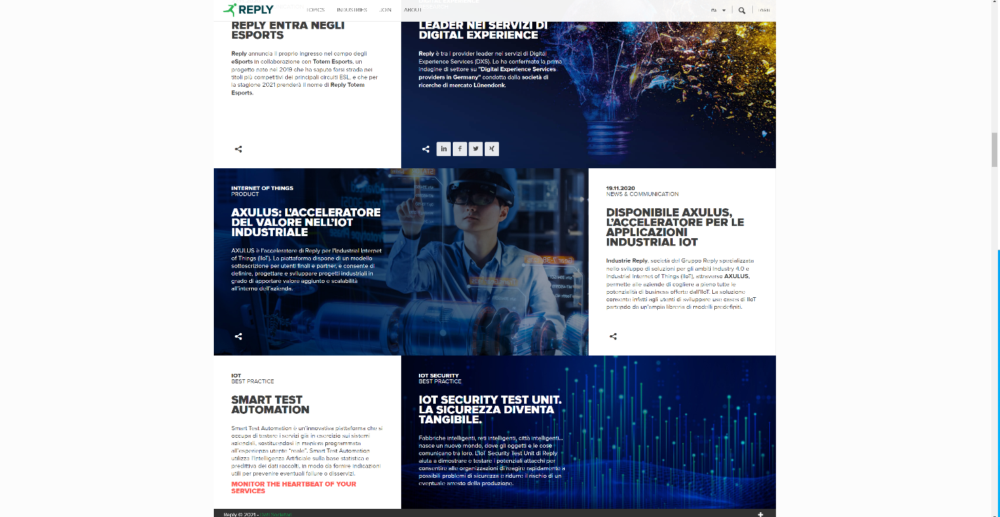 REPLY
TOPICS INDUSTRIES JOIN ABOUT
ITA
LOGIN
REPLY ENTRA NEGLI
ESPORTS
Reply annuncia il proprio ingresso nel campo degli
eSports in collaborazione con Totem Esports, un
progetto nato nel 2019 che ha saputo farsi strada nei
titoli più competitivi dei principali circuiti ESL, e che per
la stagione 2021 prenderà il nome di Reply Totem
Esports.
DIGITAL EXPERIENCE
RESEARCH
LEADER NEI SERVIZI DI
DIGITAL EXPERIENCE
Reply è tra i provider leader nei servizi di Digital
Experience Services (DXS). Lo ha confermato la prima
indagine di settore su "Digital Experience Services
providers in Germany" condotta dalla società di
ricerche di mercato Lünendonk.
INTERNET OF THINGS
PRODUCT
AXULUS: L'ACCELERATORE
DEL VALORE NELL'IOT
INDUSTRIALE
AXULUS è l'acceleratore di Reply per l'Industrial Internet
of Things (IIoT). La piattaforma dispone di un modello
sottoscrizione per utenti finali e partner, e consente di
definire, progettare e sviluppare progetti industriali in
grado di apportare valore aggiunto e scalabilità
all'interno dell'azienda.
19.11.2020
NEWS & COMMUNICATION
DISPONIBILE AXULUS,
L'ACCELERATORE PER LE
APPLICAZIONI
INDUSTRIAL IOT
Industrie Reply, società del Gruppo Reply specializzata
nello sviluppo di soluzioni per gli ambiti Industry 4.0 e
Industrial Internet of Things (IIoT), attraverso AXULUS,
permette alle aziende di cogliere a pieno tutte le
potenzialità di business offerte dall'IIoT. La soluzione
consente infatti agli utenti di sviluppare use cases di IIoT
partendo da un'ampia libreria di modelli predefiniti.
IOT
BEST PRACTICE
SMART TEST
AUTOMATION
Smart Test Automation è un'innovativa piattaforma che si
occupa di testare i servizi già in esercizio sui sistemi
aziendali, sostituendosi in maniera programmata
all'esperienza utente "reale". Smart Test Automation
utilizza l'Intelligenza Artificiale sulla base statistica e
predittiva dei dati raccolti, in modo da fornire indicazioni
utili per prevenire eventuali failure o disservizi.
MONITOR THE HEARTBEAT OF YOUR
SERVICES
IOT SECURITY
BEST PRACTICE
IOT SECURITY TEST UNIT.
LA SICUREZZA DIVENTA
TANGIBILE.
Fabbriche intelligenti, reti intelligenti, città intelligenti...
nasce un nuovo mondo, dove gli oggetti e le cose
comunicano tra loro. L'IoT Security Test Unit di Reply
aiuta a dimostrare e testare i potenziali attacchi per
consentire alle organizzazioni di reagire rapidamente a
possibili problemi di sicurezza e ridurre il rischio di un
eventuale arresto della produzione.
Reply © 2021 - Dati Societari